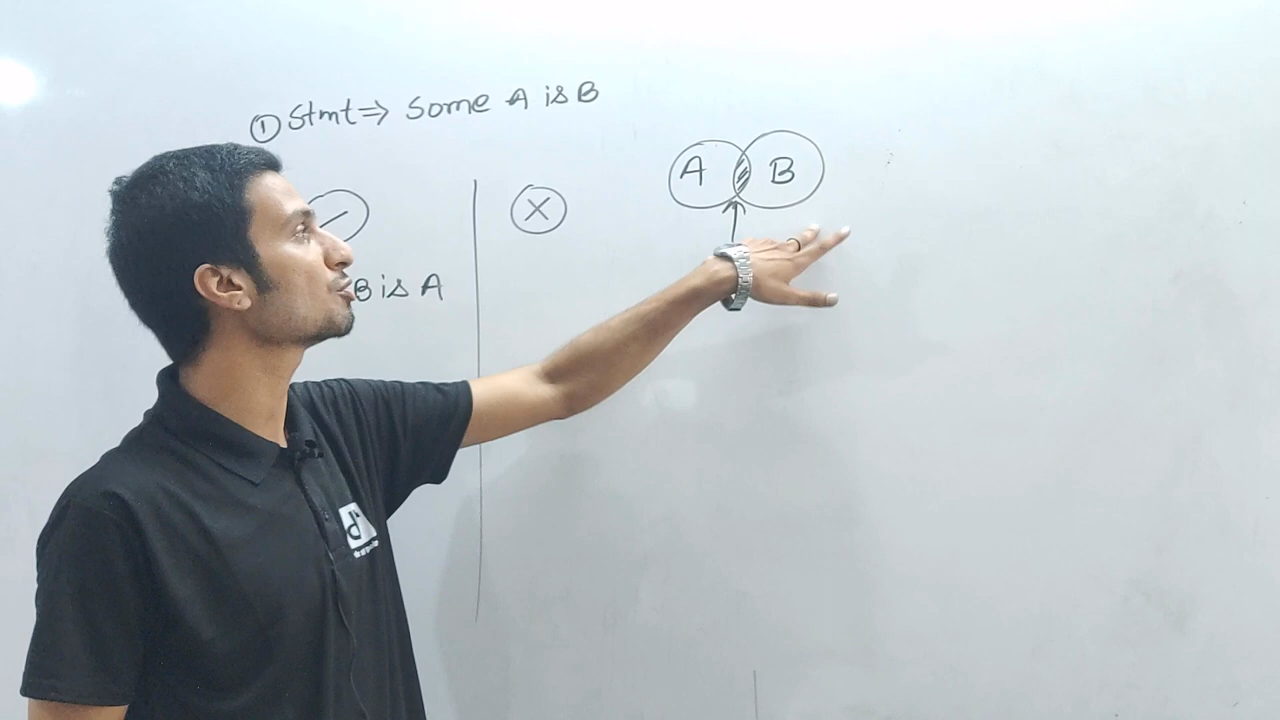 ① Stmt ⇒ Some A is B
A B
X
B is A
d